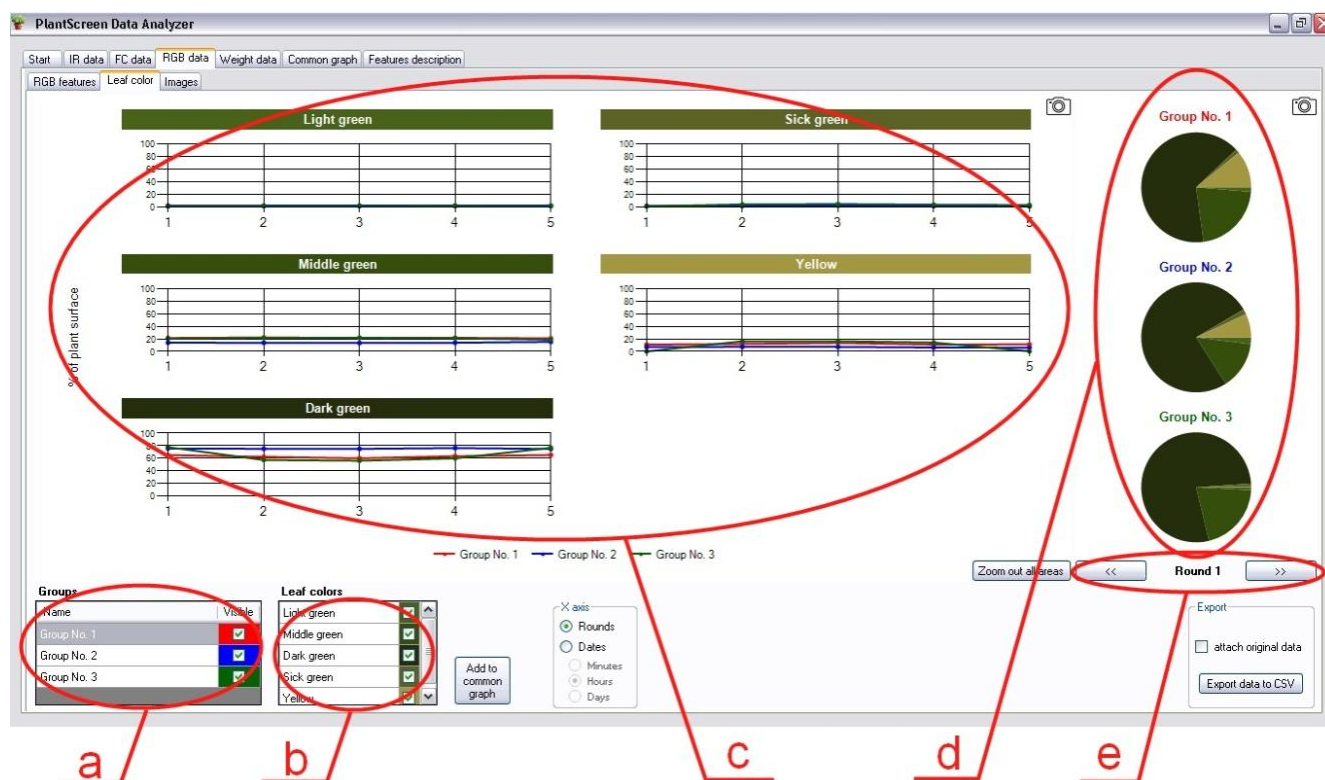 PlantScreen Data Analyzer
Start IR data FC data RGB data Weight data Common graph Features description
RGB features Leaf color Images
Light green
100
80
60
40
20
0
1 2 3 4 5
Sick green
100
80
60
40
20
0
1 2 3 4 5
Middle green
100
80
60
40
20
0
1 2 3 4 5
Yellow
100
80
60
40
20
0
1 2 3 4 5
% of plant surface
Dark green
100
80
60
40
20
0
1 2 3 4 5
Group No. 1 Group No. 2 Group No. 3
Group No. 1
Group No. 2
Group No. 3
Zoom out all areas << Round 1 >>
Groups
Name Visible
Group No. 1
Group No. 2
Group No. 3
Leaf colors
Light green
Middle green
Dark green
Sick green
Yellow
Add to
common
graph
X axis
Rounds
Dates
Minutes
Hours
Days
Export
attach original data
Export data to CSV
a b c d e